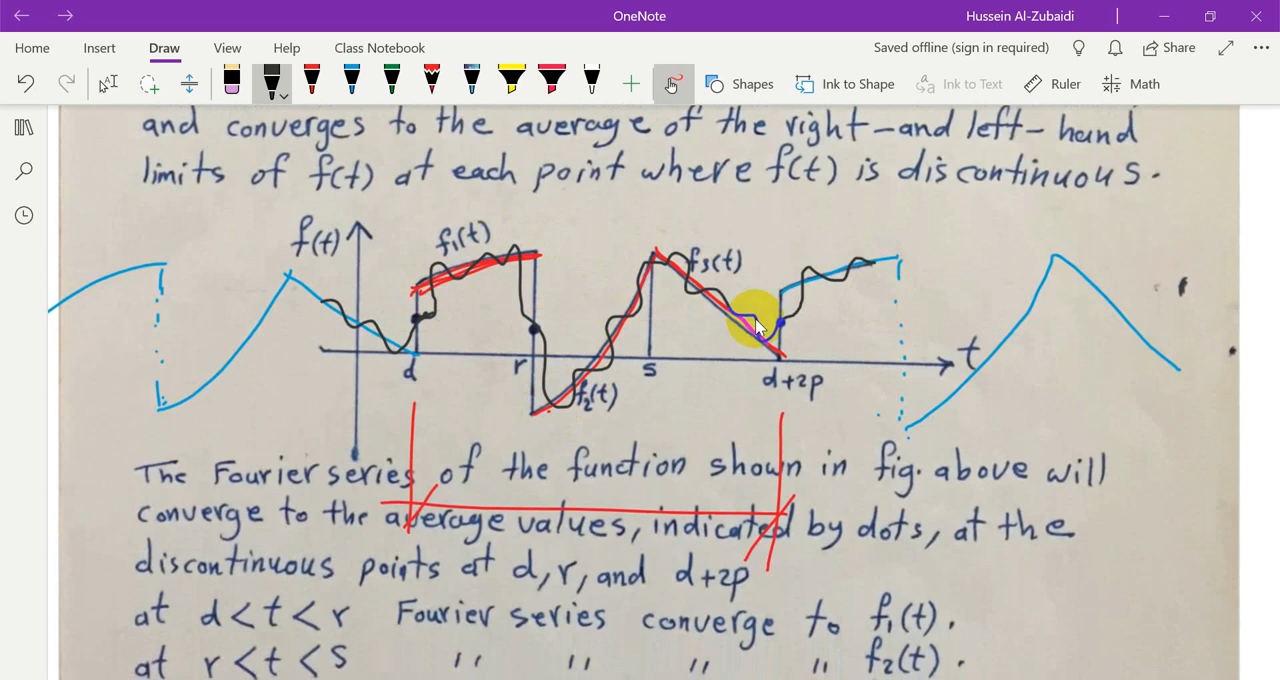 OneNote
Hussein Al-Zubaidi
Home Insert Draw View Help Class Notebook
Saved offline (sign in required) Share
Shapes Ink to Shape Ink to Text Ruler Math
and converges to the average of the right-and left-hand
limits of f(t) at each point where f(t) is discontinuous.
f(t) f₁(t) f₃(t)
t
d r s d+2p
f₂(t)
The Fourier series of the function shown in fig. above will
converge to the average values, indicated by dots, at the
discontinuous points at d, r, and d+2p
at d<t<r Fourier series converge to f₁(t).
at r<t<s '' '' '' '' f₂(t).